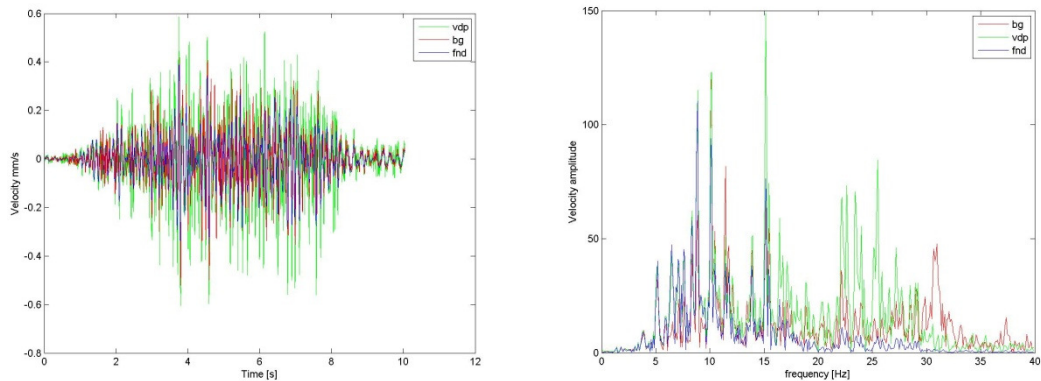 0.6
0.4
0.2
0
-0.2
-0.4
-0.6
-0.8
Velocity mm/s
0 2 4 6 8 10 12
Time [s]
vdp
bg
fnd
150
100
50
0
Velocity amplitude
0 5 10 15 20 25 30 35 40
frequency [Hz]
bg
vdp
fnd